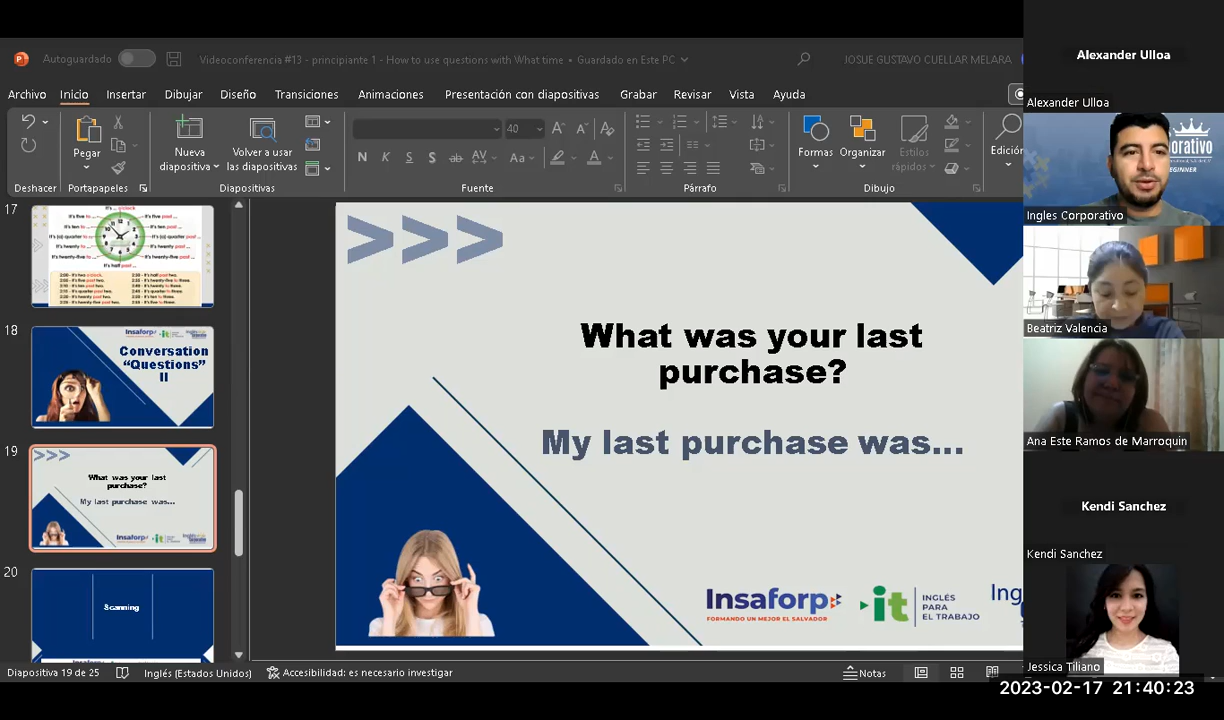 Autoguardado
Videoconferencia #13 - principiante 1 - How to use questions with What time • Guardado en Este PC
JOSUE GUSTAVO CUELLAR MELARA
Archivo Inicio Insertar Dibujar Diseño Transiciones Animaciones Presentación con diapositivas Grabar Revisar Vista Ayuda
40
Pegar
Nueva
diapositiva
Volver a usar
las diapositivas
N K S S ab AV Aa A
Formas
Organizar
Estilos
rápidos
Edición
Deshacer Portapapeles Diapositivas Fuente Párrafo Dibujo
17
18
Conversation
"Questions"
II
19
What was your last
purchase?
My last purchase was...
20
Scanning
What was your last
purchase?
My last purchase was...
Insaforp
FORMANDO UN MEJOR EL SALVADOR
it
INGLÉS
PARA
EL TRABAJO
Ing
Diapositiva 19 de 25
Inglés (Estados Unidos)
Accesibilidad: es necesario investigar
Notas
Alexander Ulloa
Alexander Ulloa
orativo
Ingles Corporativo
Beatriz Valencia
Ana Este Ramos de Marroquin
Kendi Sanchez
Kendi Sanchez
Jessica Tiliano
2023-02-17 21:40:23